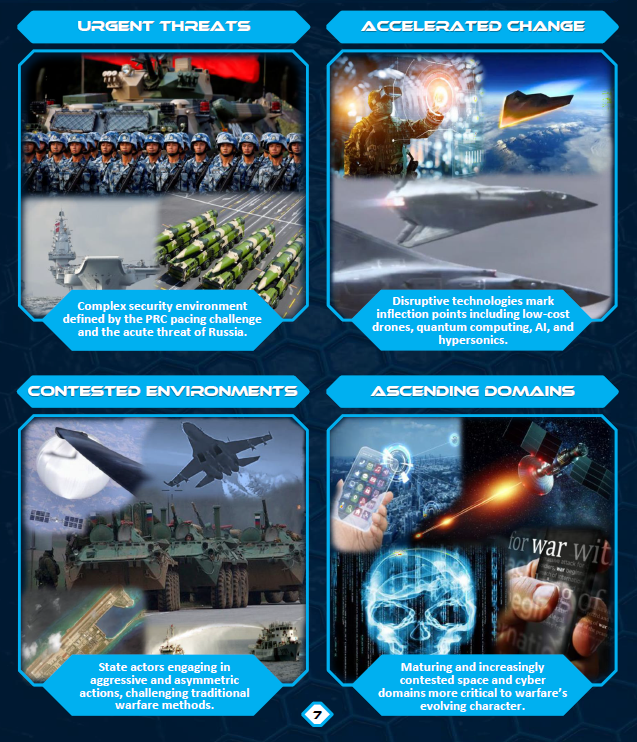 URGENT THREATS
Complex security environment
defined by the PRC pacing challenge
and the acute threat of Russia.
ACCELERATED CHANGE
Disruptive technologies mark
inflection points including low-cost
drones, quantum computing, AI, and
hypersonics.
CONTESTED ENVIRONMENTS
State actors engaging in
aggressive and asymmetric
actions, challenging traditional
warfare methods.
ASCENDING DOMAINS
for war wit
Maturing and increasingly
contested space and cyber
domains more critical to warfare's
evolving character.
7